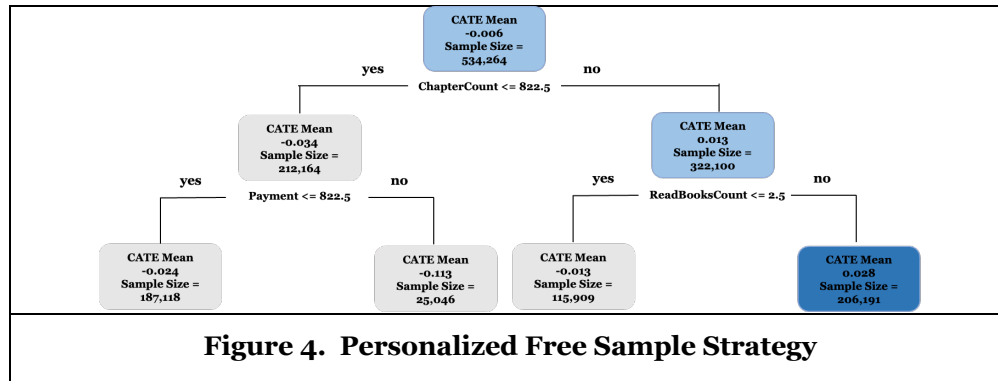 CATE Mean
-0.006
Sample Size =
534,264
yes
no
ChapterCount <= 822.5
CATE Mean
-0.034
Sample Size =
212,164
CATE Mean
0.013
Sample Size =
322,100
yes
no
Payment <= 822.5
yes
no
ReadBooksCount <= 2.5
CATE Mean
-0.024
Sample Size =
187,118
CATE Mean
-0.113
Sample Size =
25,046
CATE Mean
-0.013
Sample Size =
115,909
CATE Mean
0.028
Sample Size =
206,191
Figure 4. Personalized Free Sample Strategy